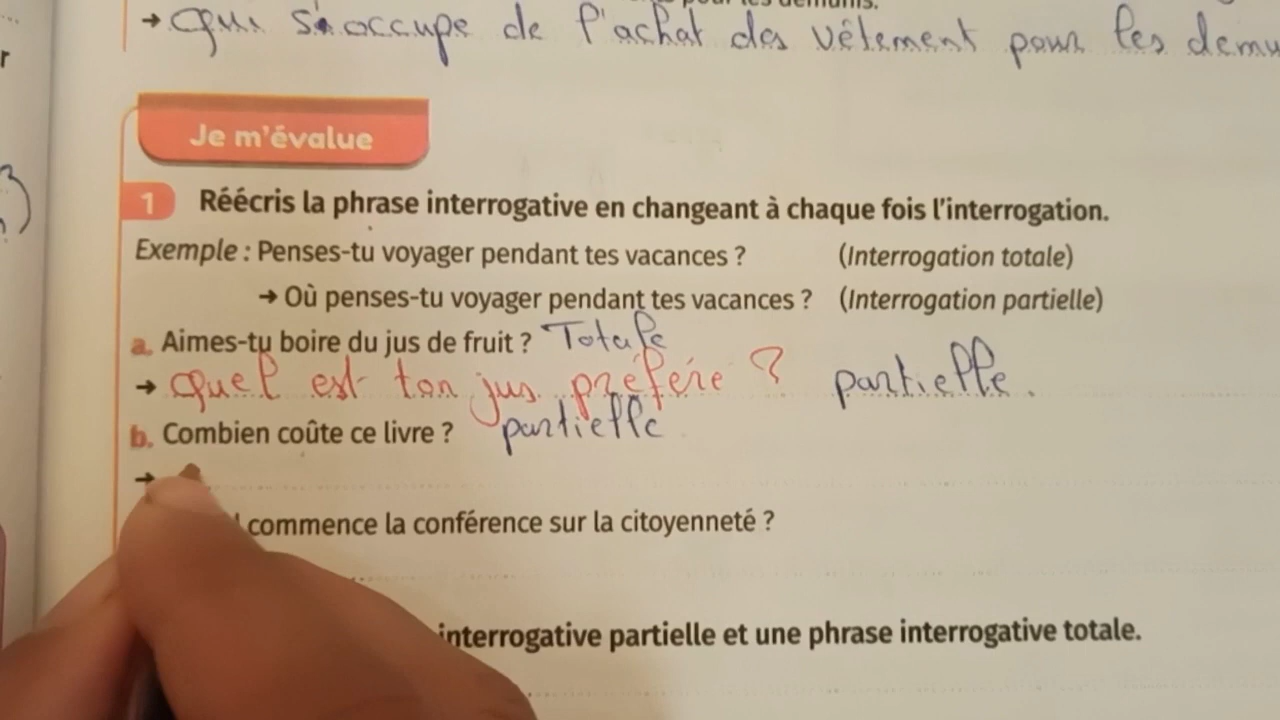 pour les démunis.
→ Qui s'occupe de l'achat des vêtement pour les demu
Je m'évalue
1 Réécris la phrase interrogative en changeant à chaque fois l'interrogation.
Exemple : Penses-tu voyager pendant tes vacances ? (Interrogation totale)
→ Où penses-tu voyager pendant tes vacances ? (Interrogation partielle)
a. Aimes-tu boire du jus de fruit ? Totale
→ Quel est ton jus préféré ? partielle.
b. Combien coûte ce livre ? partielle
→
commence la conférence sur la citoyenneté ?
interrogative partielle et une phrase interrogative totale.